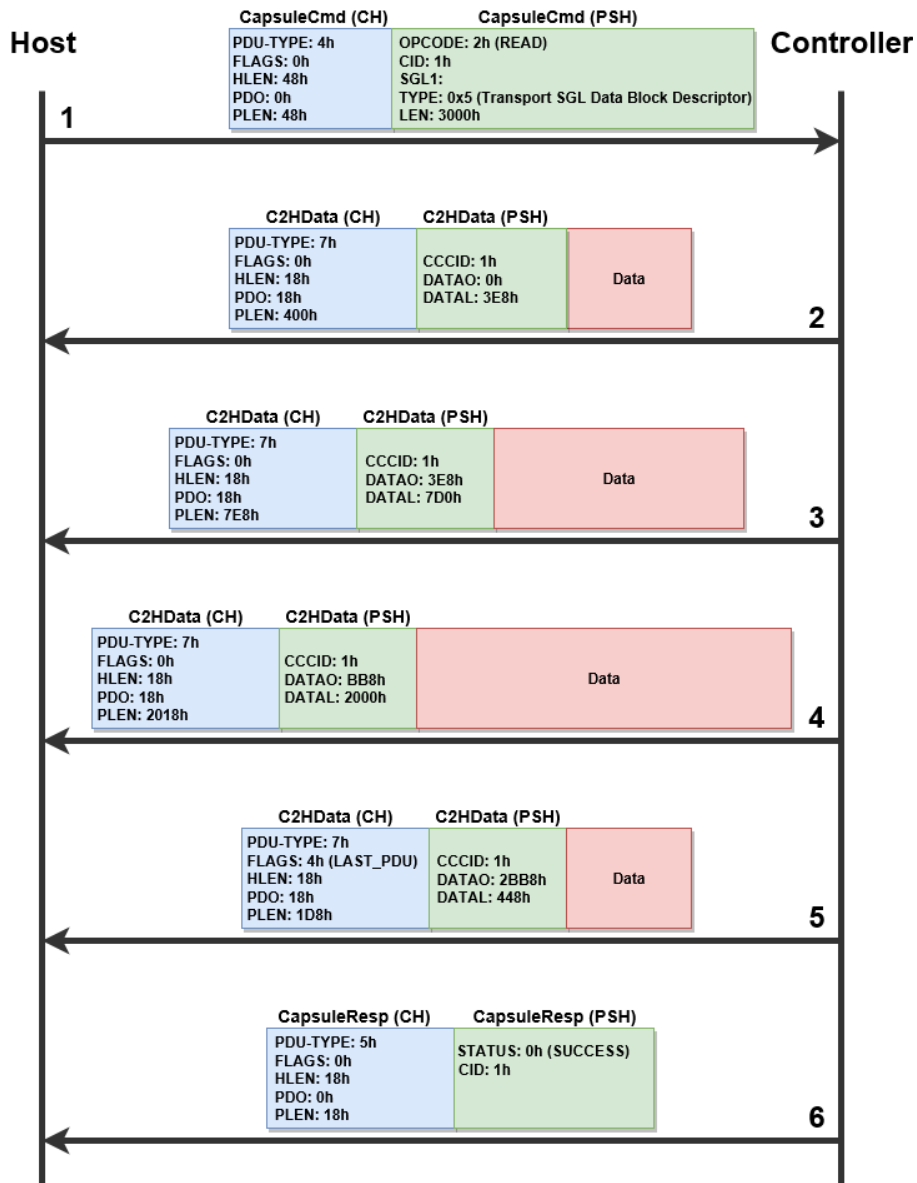 Host
Controller
CapsuleCmd (CH)
CapsuleCmd (PSH)
PDU-TYPE: 4h
FLAGS: 0h
HLEN: 48h
PDO: 0h
PLEN: 48h
OPCODE: 2h (READ)
CID: 1h
SGL1:
TYPE: 0x5 (Transport SGL Data Block Descriptor)
LEN: 3000h
1
C2HData (CH)
C2HData (PSH)
PDU-TYPE: 7h
FLAGS: 0h
HLEN: 18h
PDO: 18h
PLEN: 400h
CCCID: 1h
DATAO: 0h
DATAL: 3E8h
Data
2
C2HData (CH)
C2HData (PSH)
PDU-TYPE: 7h
FLAGS: 0h
HLEN: 18h
PDO: 18h
PLEN: 7E8h
CCCID: 1h
DATAO: 3E8h
DATAL: 7D0h
Data
3
C2HData (CH)
C2HData (PSH)
PDU-TYPE: 7h
FLAGS: 0h
HLEN: 18h
PDO: 18h
PLEN: 2018h
CCCID: 1h
DATAO: BB8h
DATAL: 2000h
Data
4
C2HData (CH)
C2HData (PSH)
PDU-TYPE: 7h
FLAGS: 4h (LAST_PDU)
HLEN: 18h
PDO: 18h
PLEN: 1D8h
CCCID: 1h
DATAO: 2BB8h
DATAL: 448h
Data
5
CapsuleResp (CH)
CapsuleResp (PSH)
PDU-TYPE: 5h
FLAGS: 0h
HLEN: 18h
PDO: 0h
PLEN: 18h
STATUS: 0h (SUCCESS)
CID: 1h
6